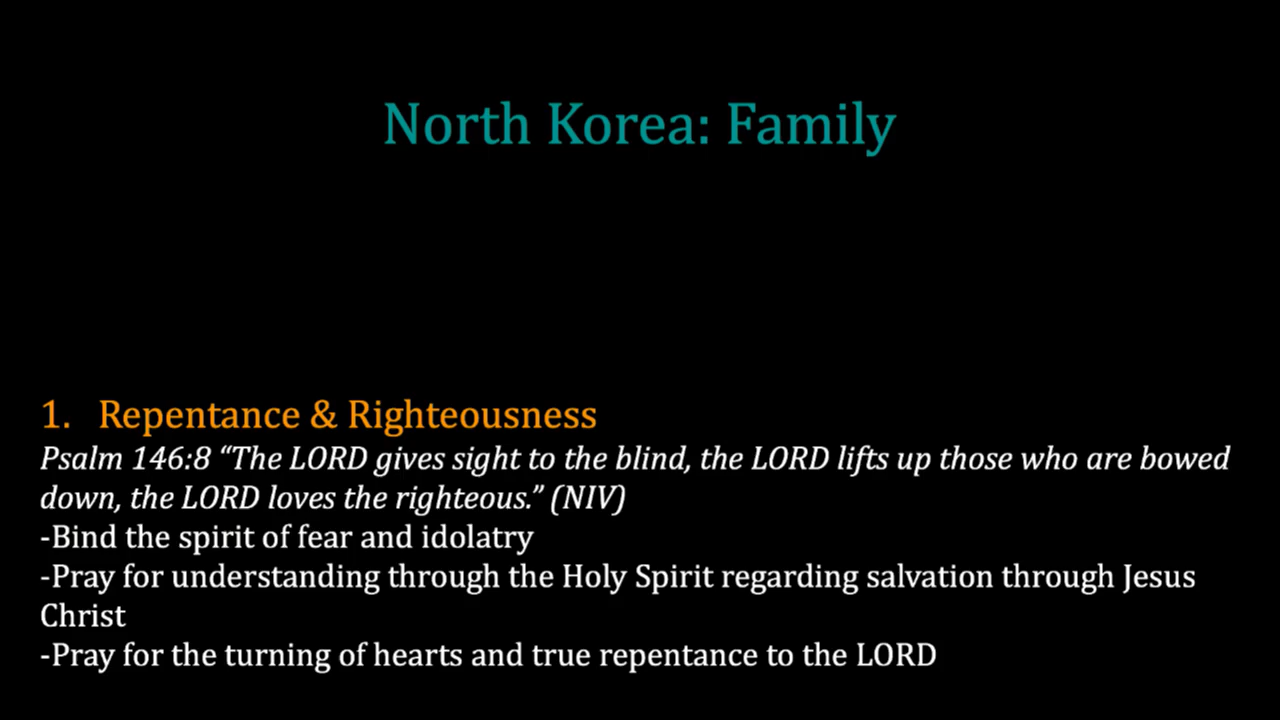 North Korea: Family
1. Repentance & Righteousness
Psalm 146:8 “The LORD gives sight to the blind, the LORD lifts up those who are bowed
down, the LORD loves the righteous.” (NIV)
-Bind the spirit of fear and idolatry
-Pray for understanding through the Holy Spirit regarding salvation through Jesus
Christ
-Pray for the turning of hearts and true repentance to the LORD